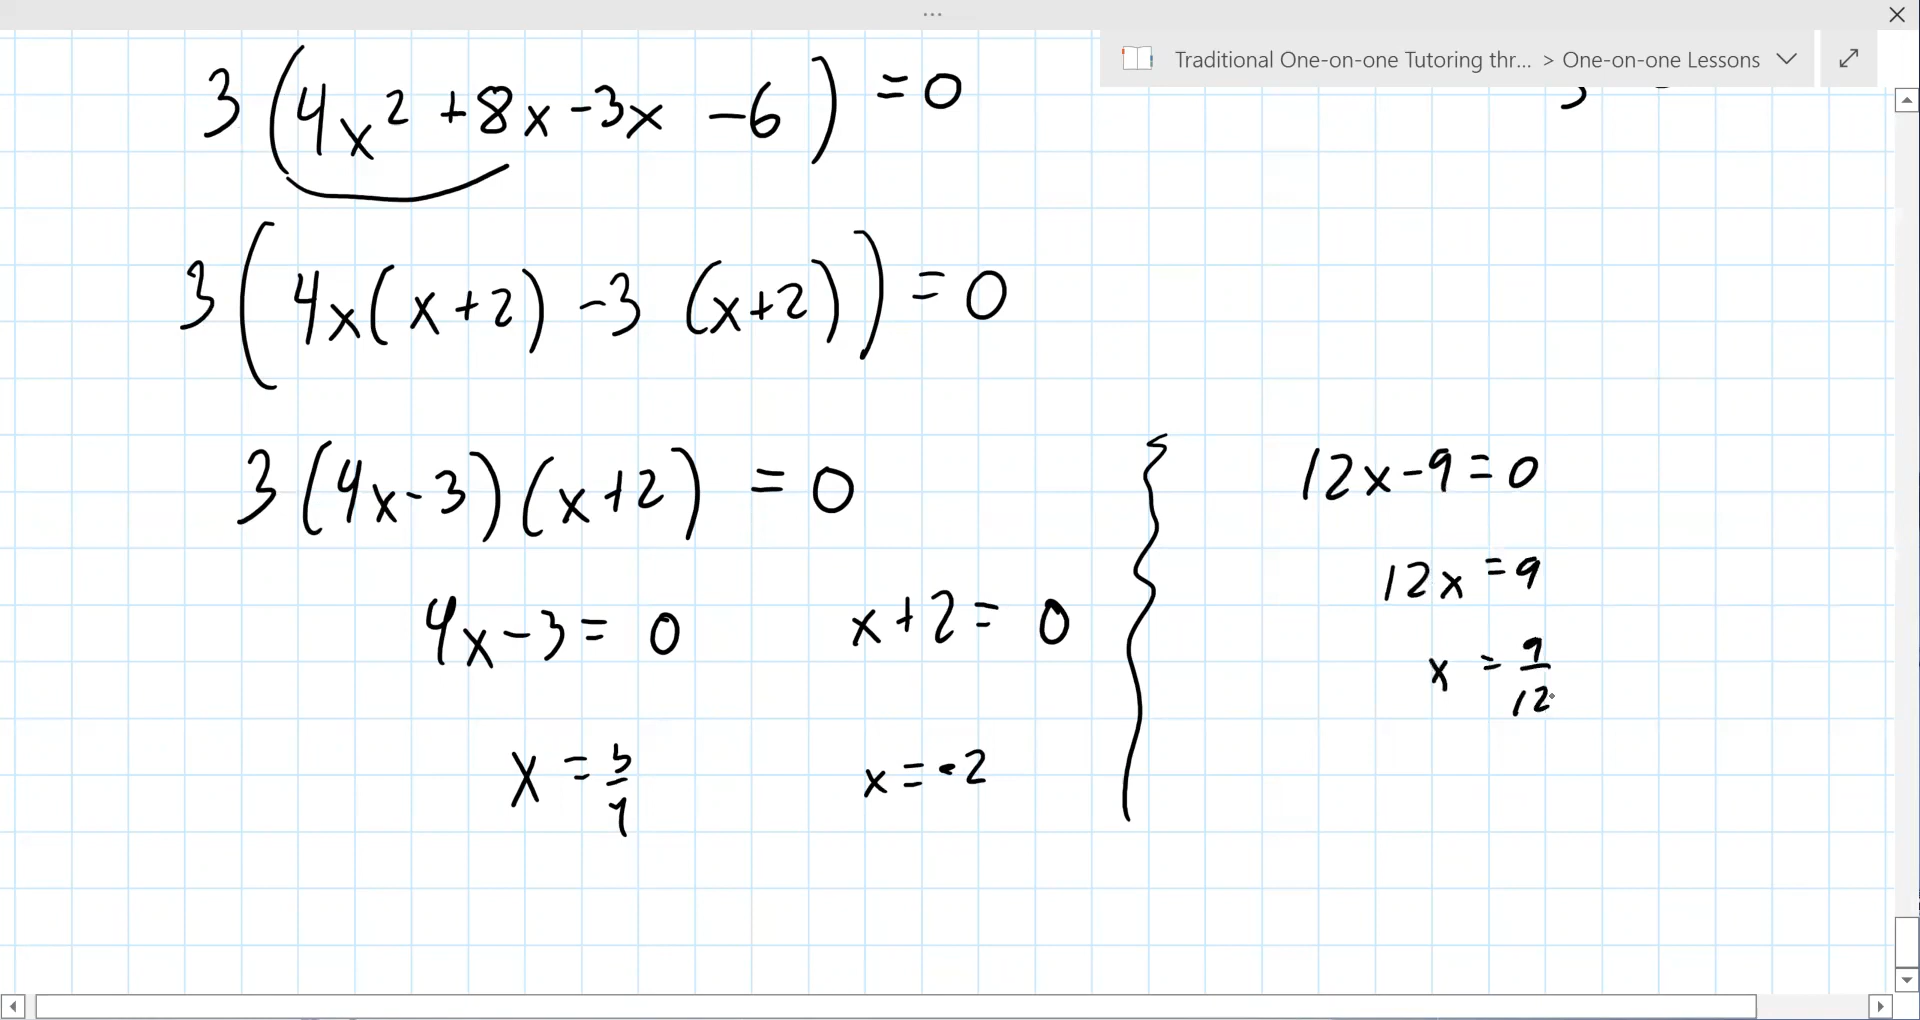 ...
Traditional One-on-one Tutoring thr... > One-on-one Lessons
3(4x² +8x -3x -6) =0
3(4x(x+2) -3 (x+2)) = 0
3(4x-3)(x+2) = 0
4x-3= 0
x+2= 0
x = 3/4
x = -2
12x-9=0
12x =9
x = 9/12